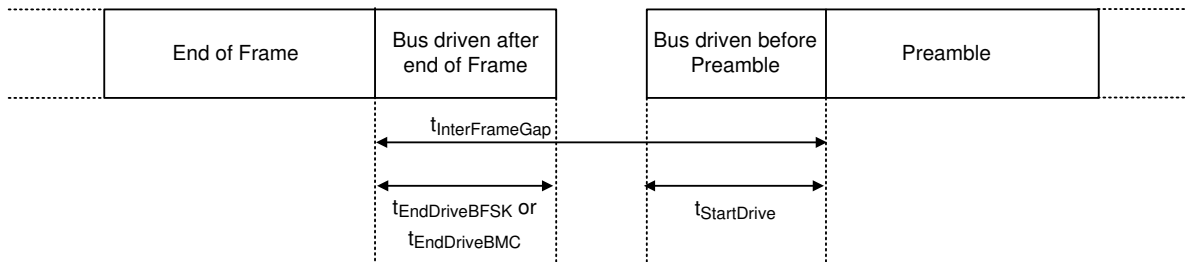 End of Frame
Bus driven after
end of Frame
Bus driven before
Preamble
Preamble
tInterFrameGap
tEndDriveBFSK or
tEndDriveBMC
tStartDrive